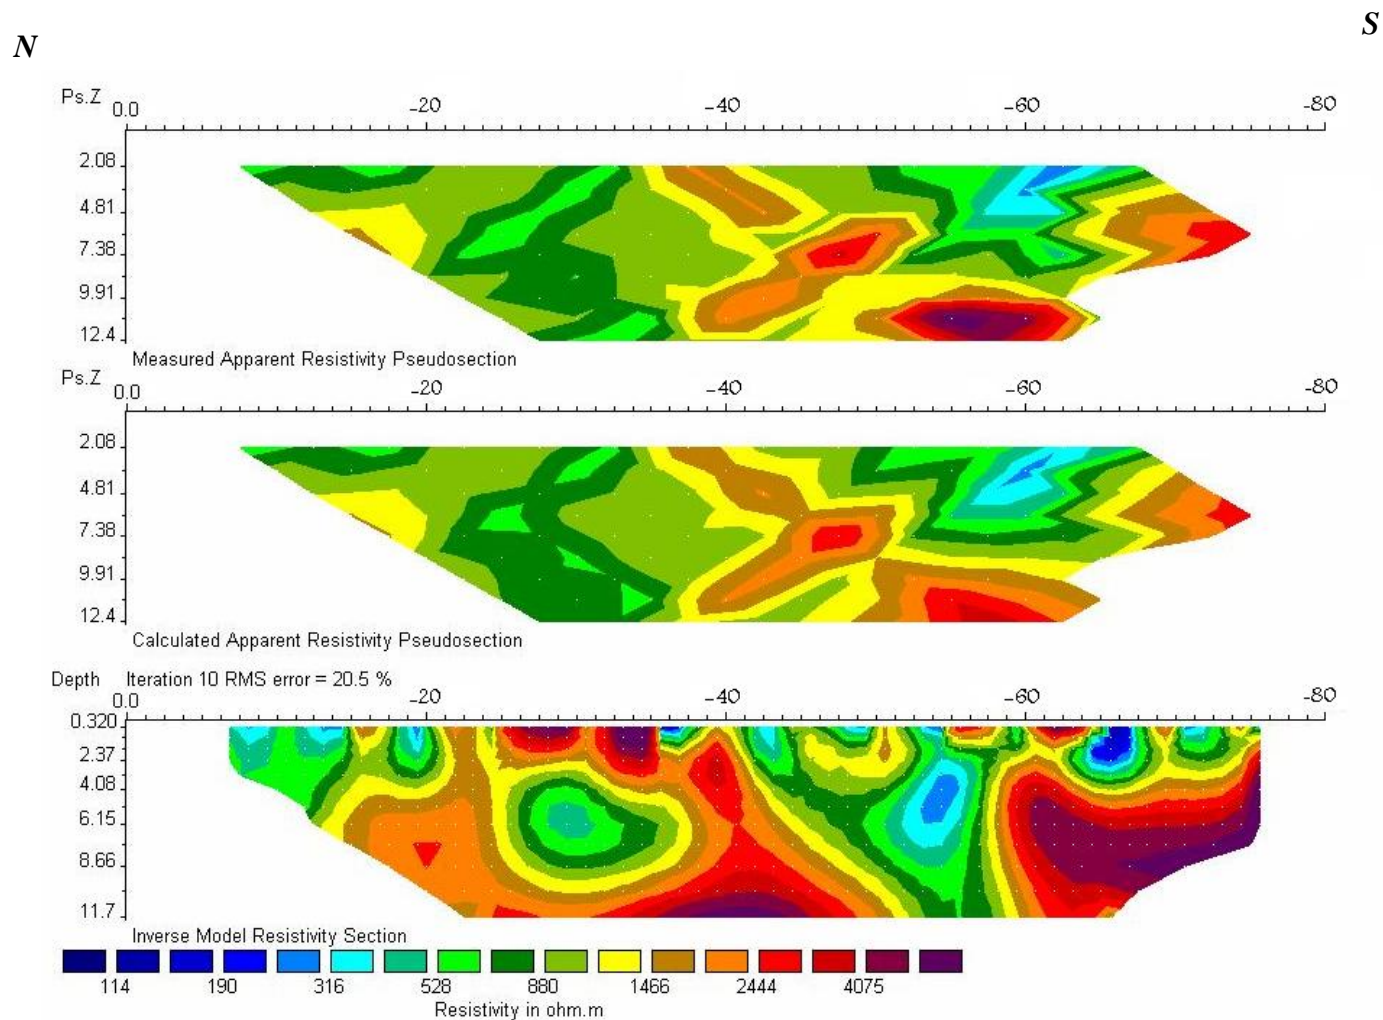 N
S
Ps.Z 0.0 -20 -40 -60 -80
2.08
4.81
7.38
9.91
12.4
Measured Apparent Resistivity Pseudosection
Ps.Z 0.0 -20 -40 -60 -80
2.08
4.81
7.38
9.91
12.4
Calculated Apparent Resistivity Pseudosection
Depth Iteration 10 RMS error = 20.5 %
0.0 -20 -40 -60 -80
0.320
2.37
4.08
6.15
8.66
11.7
Inverse Model Resistivity Section
114 190 316 528 880 1466 2444 4075
Resistivity in ohm.m